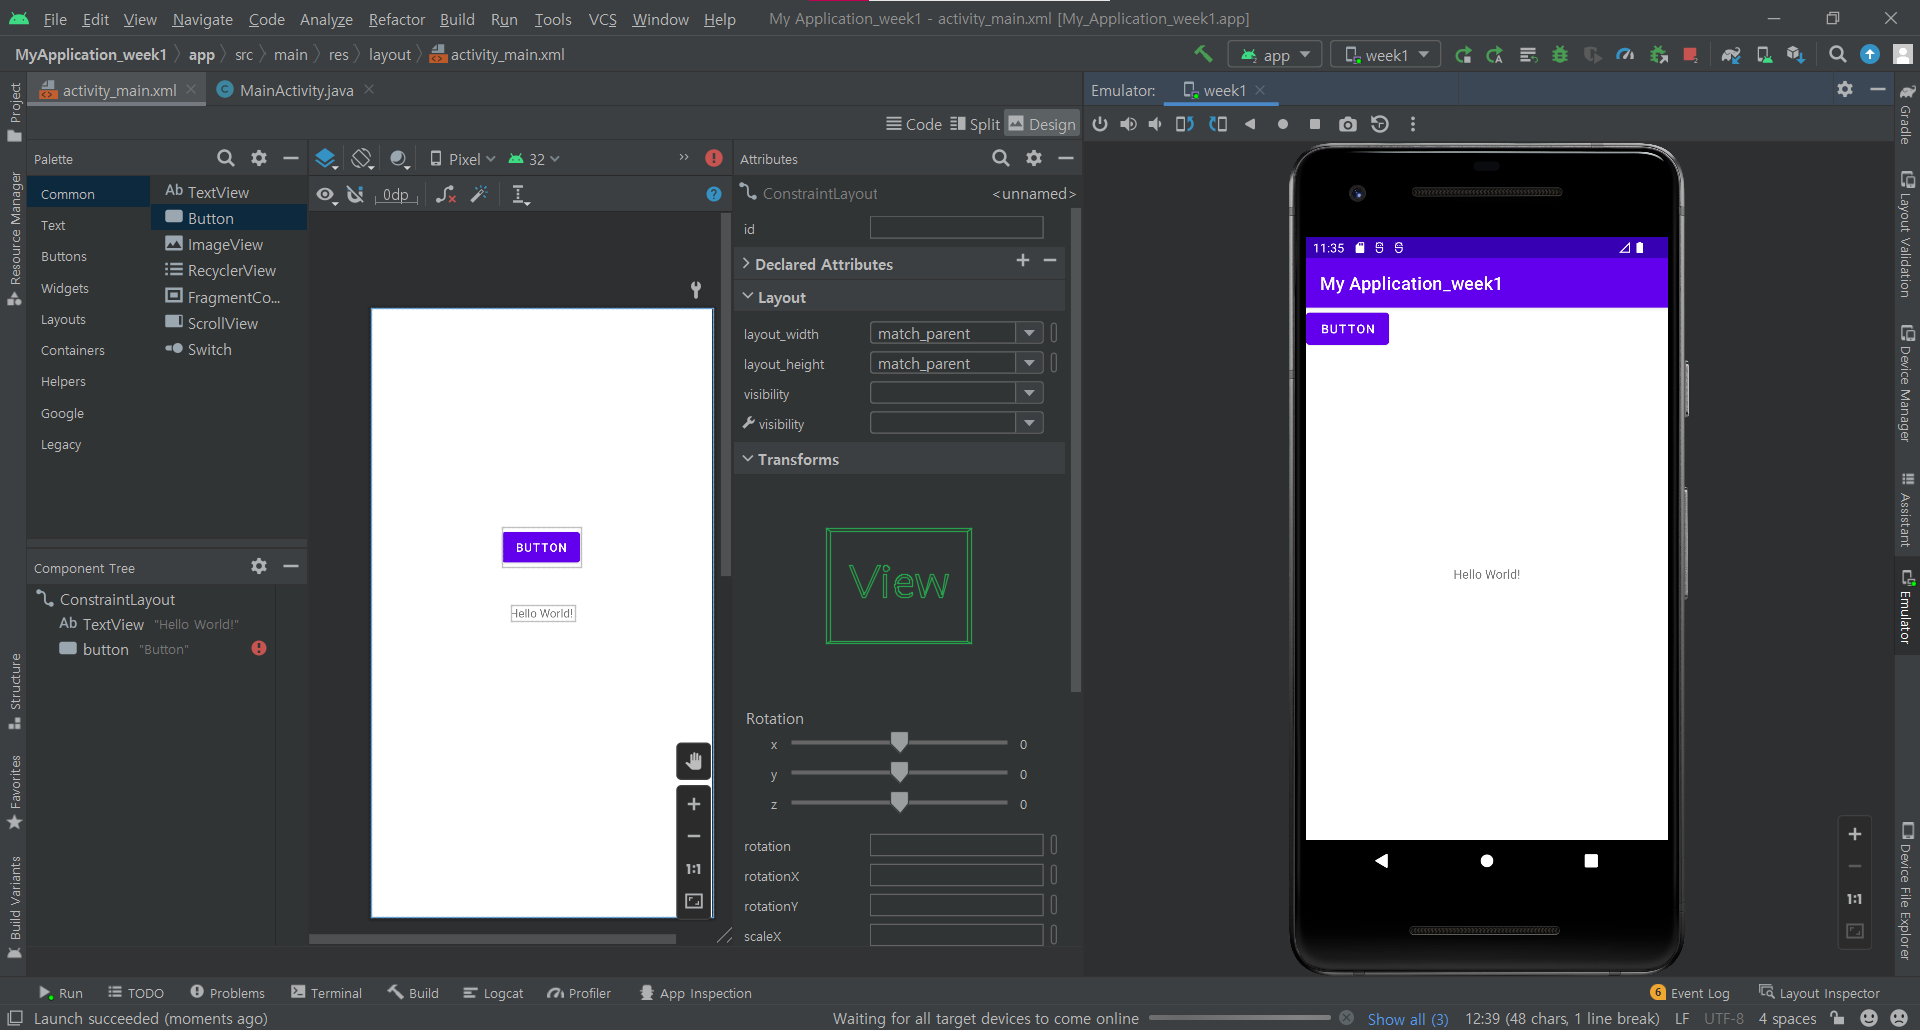 File Edit View Navigate Code Analyze Refactor Build Run Tools VCS Window Help My Application_week1 - activity_main.xml [My_Application_week1.app]
MyApplication_week1 app src main res layout activity_main.xml app week1
activity_main.xml MainActivity.java Emulator: week1
Code Split Design
Palette Pixel 32 Attributes
Common
Text
Buttons
Widgets
Layouts
Containers
Helpers
Google
Legacy
Ab TextView
Button
ImageView
RecyclerView
FragmentCo...
ScrollView
Switch
0dp
ConstraintLayout <unnamed>
id
Declared Attributes
Layout
layout_width match_parent
layout_height match_parent
visibility
visibility
Transforms
View
Rotation
x 0
y 0
z 0
rotation
rotationX
rotationY
scaleX
BUTTON
Hello World!
1:1
Component Tree
ConstraintLayout
Ab TextView "Hello World!"
button "Button"
11:35
My Application_week1
BUTTON
Hello World!
1:1
Project
Resource Manager
Structure
Favorites
Build Variants
Gradle
Layout Validation
Device Manager
Assistant
Emulator
Device File Explorer
Run TODO Problems Terminal Build Logcat Profiler App Inspection 6 Event Log Layout Inspector
Launch succeeded (moments ago) Waiting for all target devices to come online Show all (3) 12:39 (48 chars, 1 line break) LF UTF-8 4 spaces